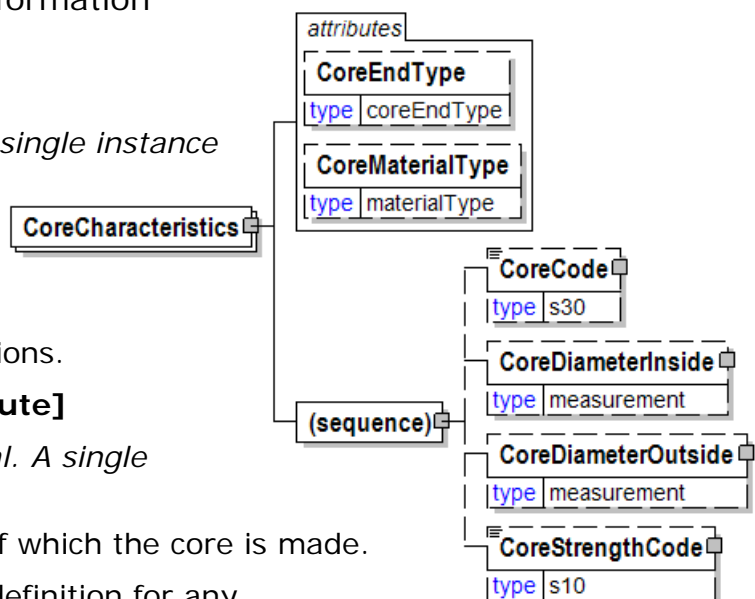 formation
single instance
ions.
ute]
l. A single
f which the core is made.
definition for any
attributes
CoreEndType
type coreEndType
CoreMaterialType
type materialType
CoreCharacteristics
(sequence)
CoreCode
type s30
CoreDiameterInside
type measurement
CoreDiameterOutside
type measurement
CoreStrengthCode
type s10